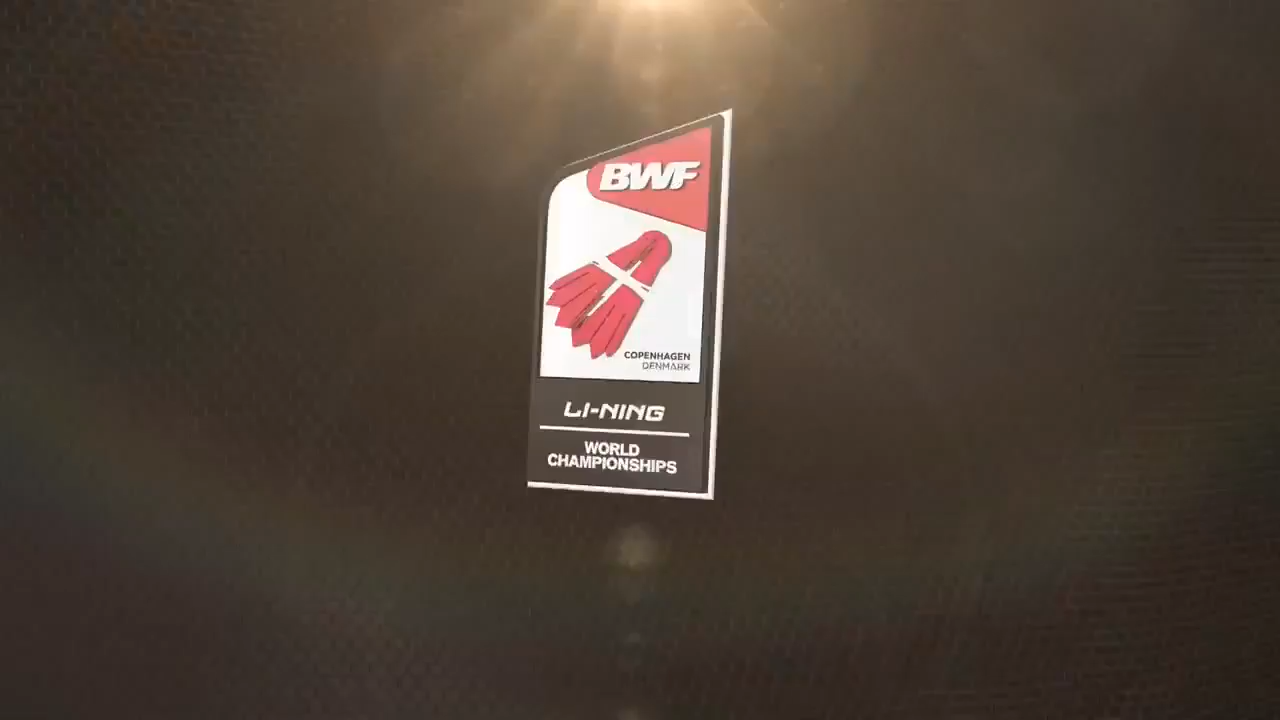 BWF
COPENHAGEN
DENMARK
LI-NING
WORLD
CHAMPIONSHIPS